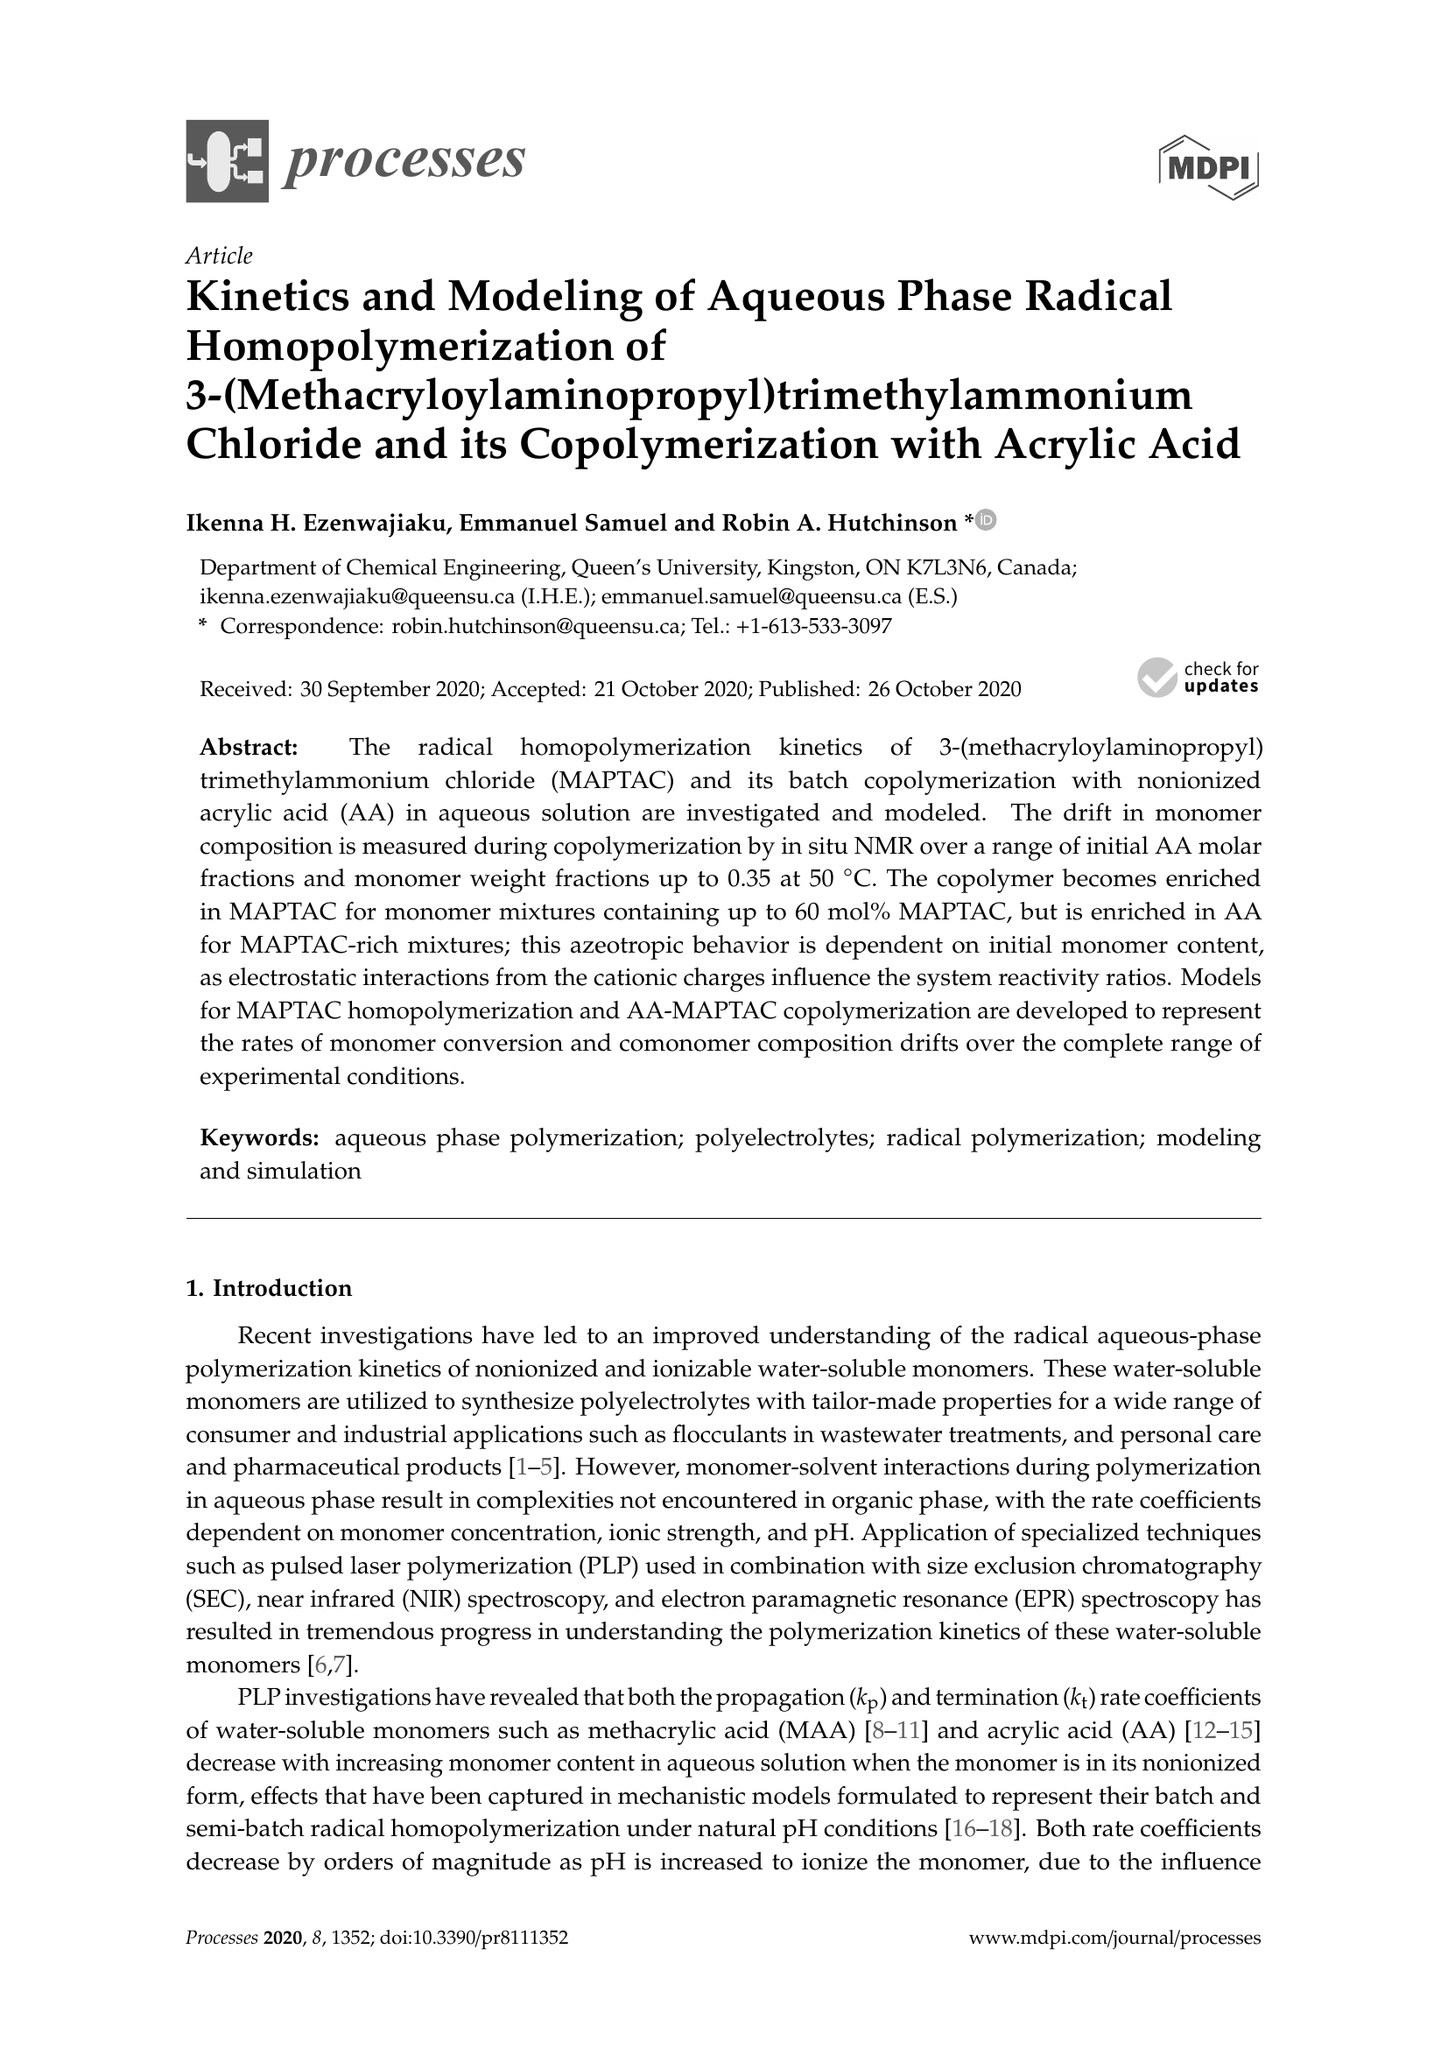 processes
MDPI
Article
Kinetics and Modeling of Aqueous Phase Radical
Homopolymerization of
3-(Methacryloylaminopropyl)trimethylammonium
Chloride and its Copolymerization with Acrylic Acid
Ikenna H. Ezenwajiaku, Emmanuel Samuel and Robin A. Hutchinson * iD
Department of Chemical Engineering, Queen's University, Kingston, ON K7L3N6, Canada;
ikenna.ezenwajiaku@queensu.ca (I.H.E.); emmanuel.samuel@queensu.ca (E.S.)
* Correspondence: robin.hutchinson@queensu.ca; Tel.: +1-613-533-3097
check for
updates
Received: 30 September 2020; Accepted: 21 October 2020; Published: 26 October 2020
Abstract: The radical homopolymerization kinetics of 3-(methacryloylaminopropyl)
trimethylammonium chloride (MAPTAC) and its batch copolymerization with nonionized
acrylic acid (AA) in aqueous solution are investigated and modeled. The drift in monomer
composition is measured during copolymerization by in situ NMR over a range of initial AA molar
fractions and monomer weight fractions up to 0.35 at 50 °C. The copolymer becomes enriched
in MAPTAC for monomer mixtures containing up to 60 mol% MAPTAC, but is enriched in AA
for MAPTAC-rich mixtures; this azeotropic behavior is dependent on initial monomer content,
as electrostatic interactions from the cationic charges influence the system reactivity ratios. Models
for MAPTAC homopolymerization and AA-MAPTAC copolymerization are developed to represent
the rates of monomer conversion and comonomer composition drifts over the complete range of
experimental conditions.
Keywords: aqueous phase polymerization; polyelectrolytes; radical polymerization; modeling
and simulation
1. Introduction
Recent investigations have led to an improved understanding of the radical aqueous-phase
polymerization kinetics of nonionized and ionizable water-soluble monomers. These water-soluble
monomers are utilized to synthesize polyelectrolytes with tailor-made properties for a wide range of
consumer and industrial applications such as flocculants in wastewater treatments, and personal care
and pharmaceutical products [1–5]. However, monomer-solvent interactions during polymerization
in aqueous phase result in complexities not encountered in organic phase, with the rate coefficients
dependent on monomer concentration, ionic strength, and pH. Application of specialized techniques
such as pulsed laser polymerization (PLP) used in combination with size exclusion chromatography
(SEC), near infrared (NIR) spectroscopy, and electron paramagnetic resonance (EPR) spectroscopy has
resulted in tremendous progress in understanding the polymerization kinetics of these water-soluble
monomers [6,7].
PLP investigations have revealed that both the propagation (kp) and termination (kt) rate coefficients
of water-soluble monomers such as methacrylic acid (MAA) [8–11] and acrylic acid (AA) [12–15]
decrease with increasing monomer content in aqueous solution when the monomer is in its nonionized
form, effects that have been captured in mechanistic models formulated to represent their batch and
semi-batch radical homopolymerization under natural pH conditions [16–18]. Both rate coefficients
decrease by orders of magnitude as pH is increased to ionize the monomer, due to the influence
Processes 2020, 8, 1352; doi:10.3390/pr8111352
www.mdpi.com/journal/processes